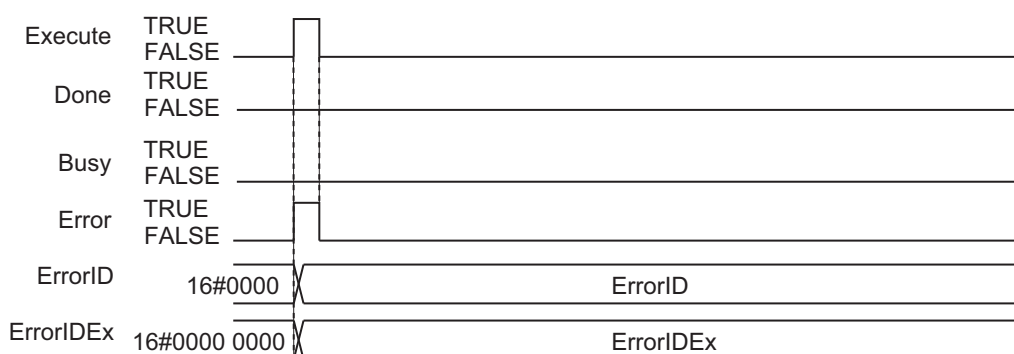 Execute TRUE
FALSE
Done TRUE
FALSE
Busy TRUE
FALSE
Error TRUE
FALSE
ErrorID 16#0000 ErrorID
ErrorIDEx 16#0000 0000 ErrorIDEx